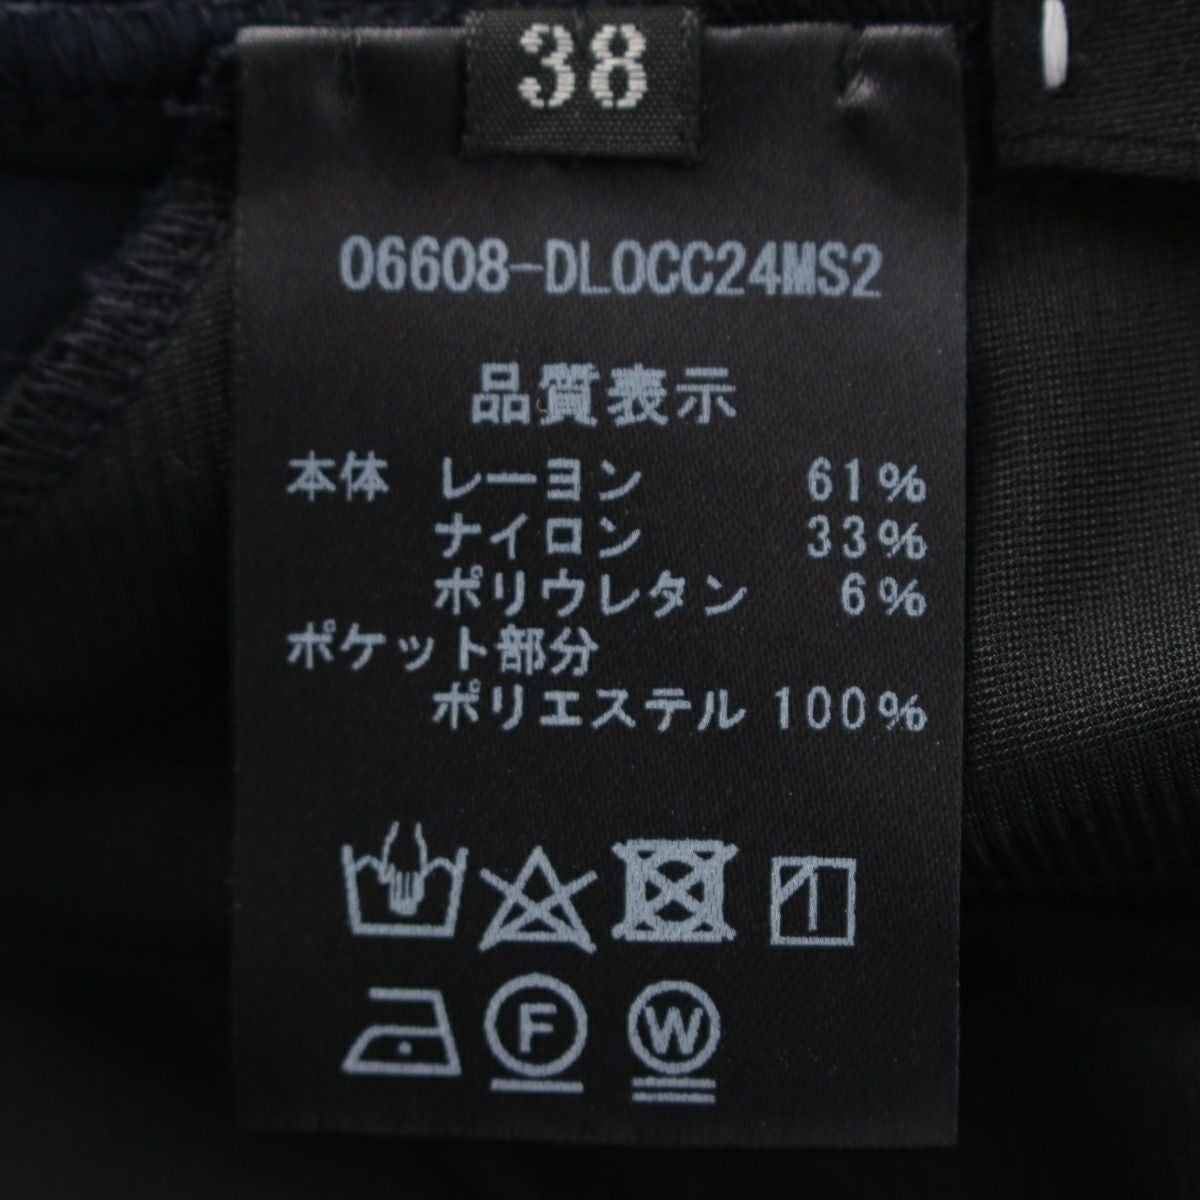 38
06608-DLOCC24MS2
品質表示
本体 レーヨン 61%
ナイロン 33%
ポリウレタン 6%
ポケット部分
ポリエステル 100%
F W